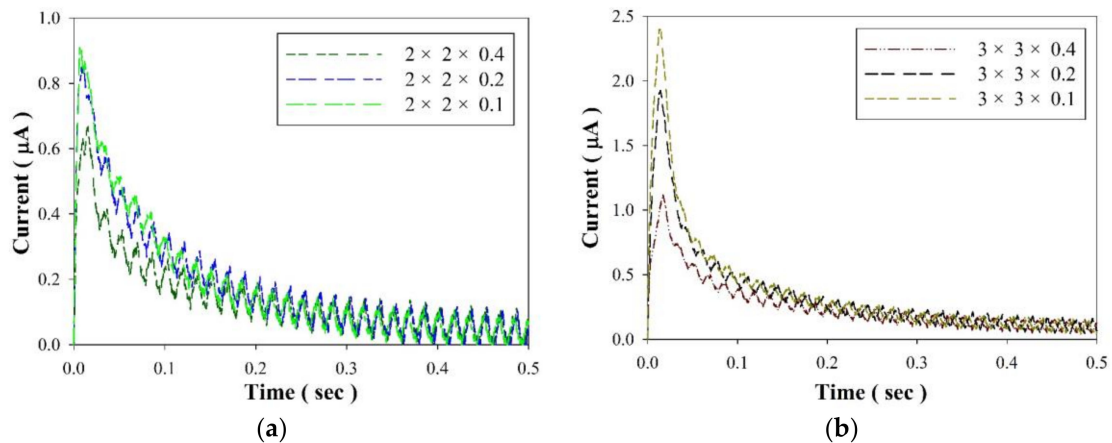 1.0
0.8
0.6
0.4
0.2
0.0
Current ( μA )
2 × 2 × 0.4
2 × 2 × 0.2
2 × 2 × 0.1
0.0 0.1 0.2 0.3 0.4 0.5
Time ( sec )
(a)
2.5
2.0
1.5
1.0
0.5
0.0
Current ( μA )
3 × 3 × 0.4
3 × 3 × 0.2
3 × 3 × 0.1
0.0 0.1 0.2 0.3 0.4 0.5
Time ( sec )
(b)